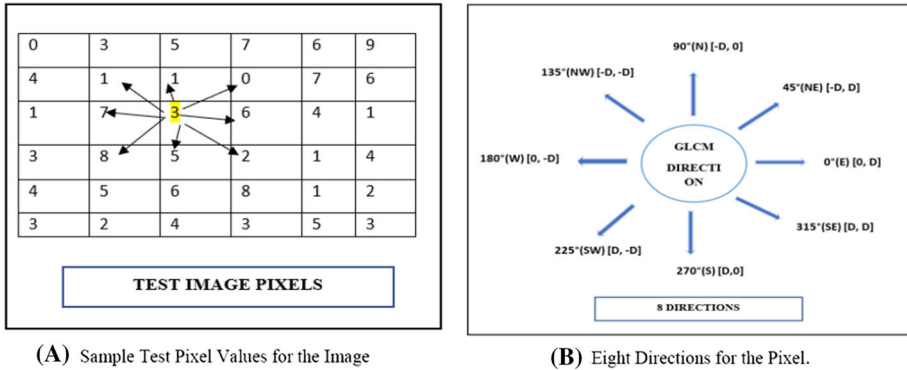 0 3 5 7 6 9
4 1 1 0 7 6
1 7 3 6 4 1
3 8 5 2 1 4
4 5 6 8 1 2
3 2 4 3 5 3
TEST IMAGE PIXELS
(A) Sample Test Pixel Values for the Image
90°(N) [-D, 0]
135°(NW) [-D, -D]
45°(NE) [-D, D]
180°(W) [0, -D]
GLCM
DIRECTI
ON
0°(E) [0, D]
225°(SW) [D, -D]
315°(SE) [D, D]
270°(S) [D,0]
8 DIRECTIONS
(B) Eight Directions for the Pixel.